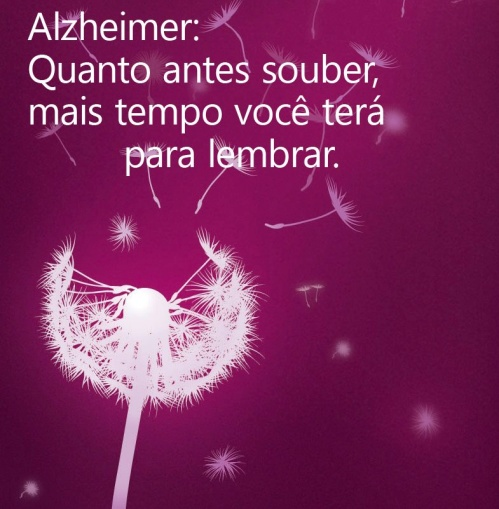 Alzheimer:
Quanto antes souber,
mais tempo você terá
para lembrar.